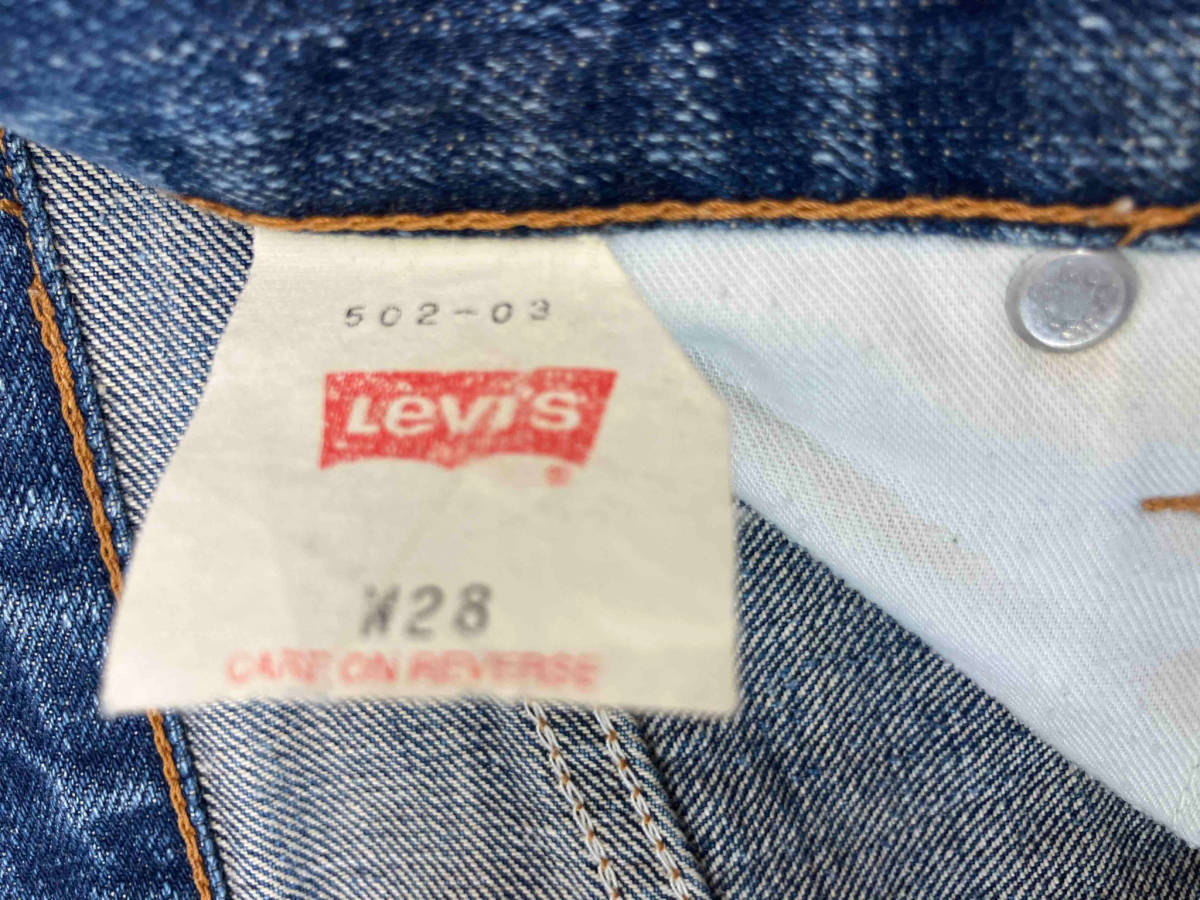 502-03
Levi's
®
W28
CARE ON REVERSE